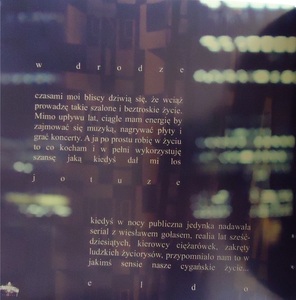 w drodze
czasami moi bliscy dziwią się, że wciąż
prowadzę takie szalone i beztroskie życie.
Mimo upływu lat, ciągle mam energię by
zajmować się muzyką, nagrywać płyty i
grać koncerty. A ja po prostu robię w życiu
to co kocham i w pełni wykorzystuję
szansę jaką kiedyś dał mi los
jotuze
kiedyś w nocy publiczna jedynka nadawała
serial z wiesławem gołasem, realia lat sześć-
dziesiątych, kierowcy ciężarówek, zakręty
ludzkich życiorysów, przypomniało nam to w
jakimś sensie nasze cygańskie życie...
eldo